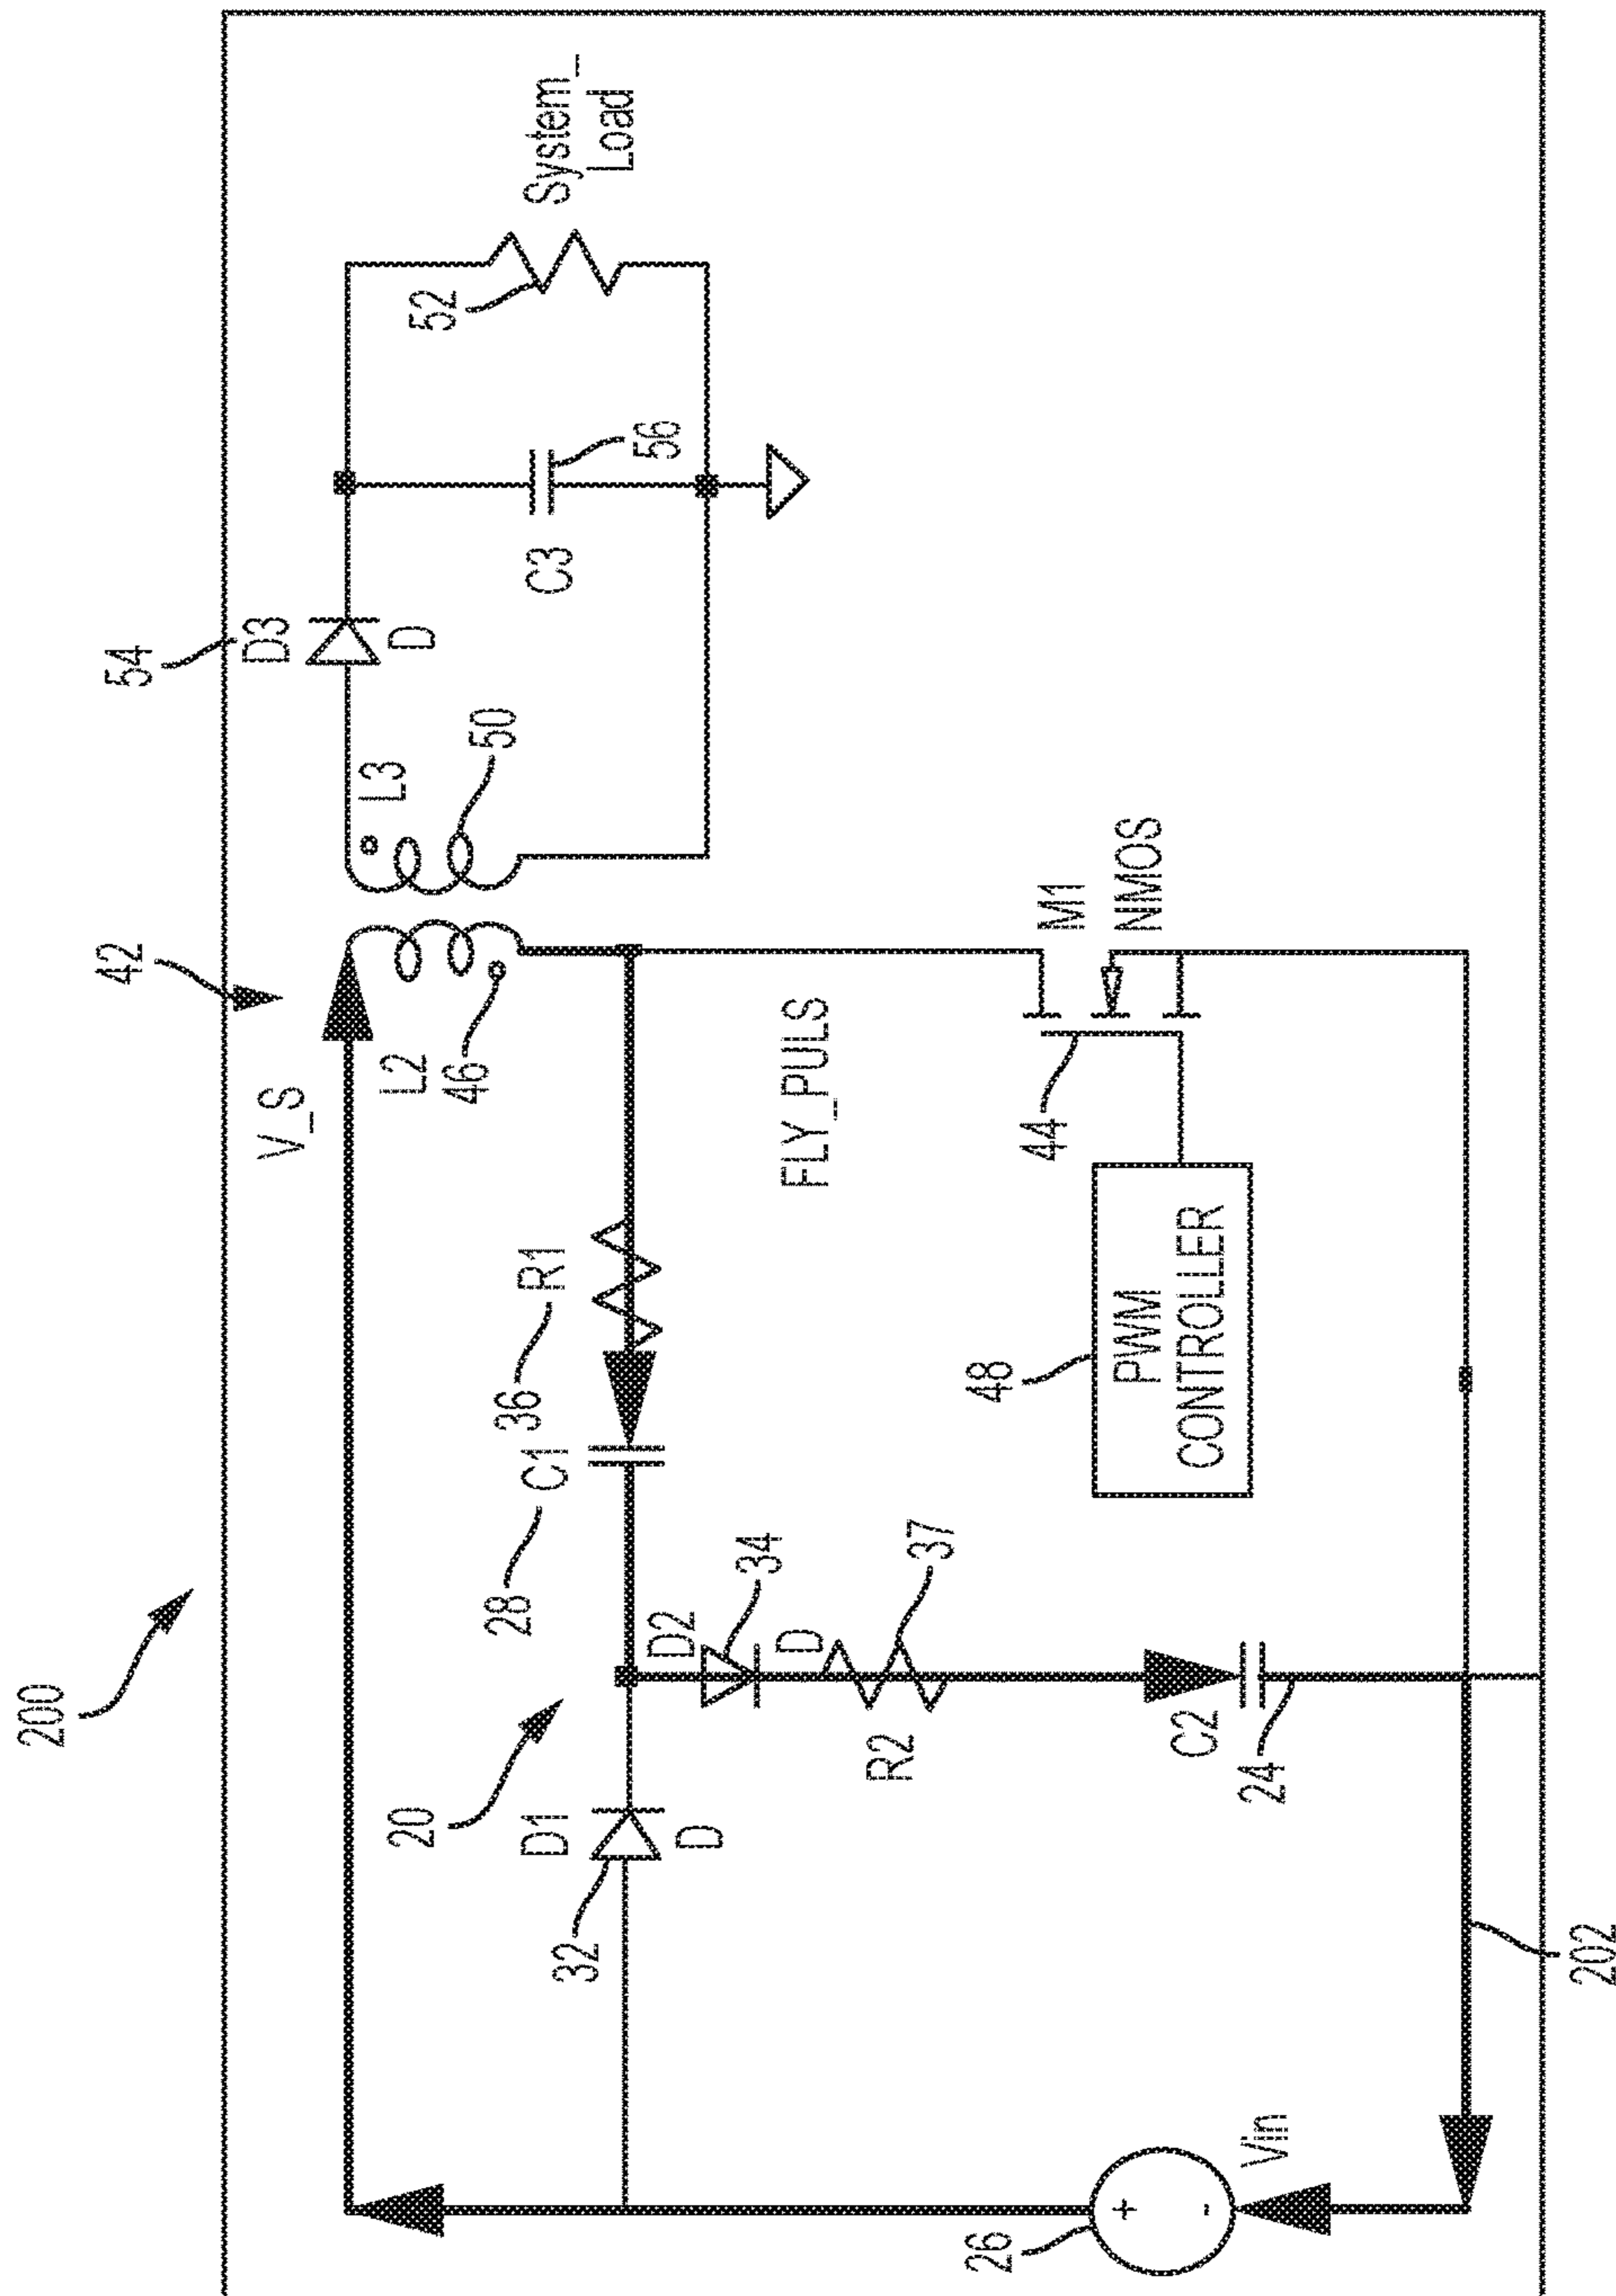 200
42
54
V_S
L2
46
L3
50
D3
D
C3
56
52
System_
Load
20
28
C1
36
R1
D1
32
D
D2
34
D
37
R2
C2
24
FLY_PULS
44
M1
NMOS
48
PWM
CONTROLLER
26
+
-
Vin
202